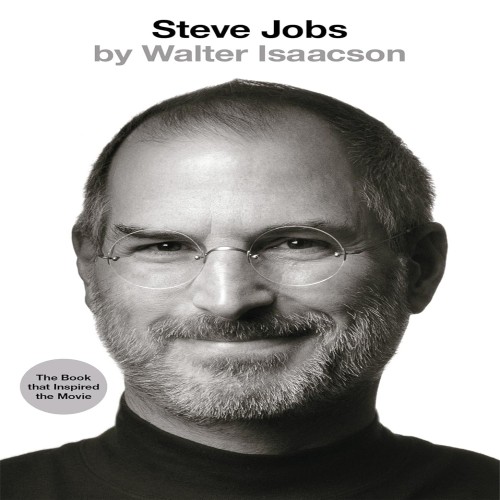 Steve Jobs
by Walter Isaacson
The Book
that Inspired
the Movie